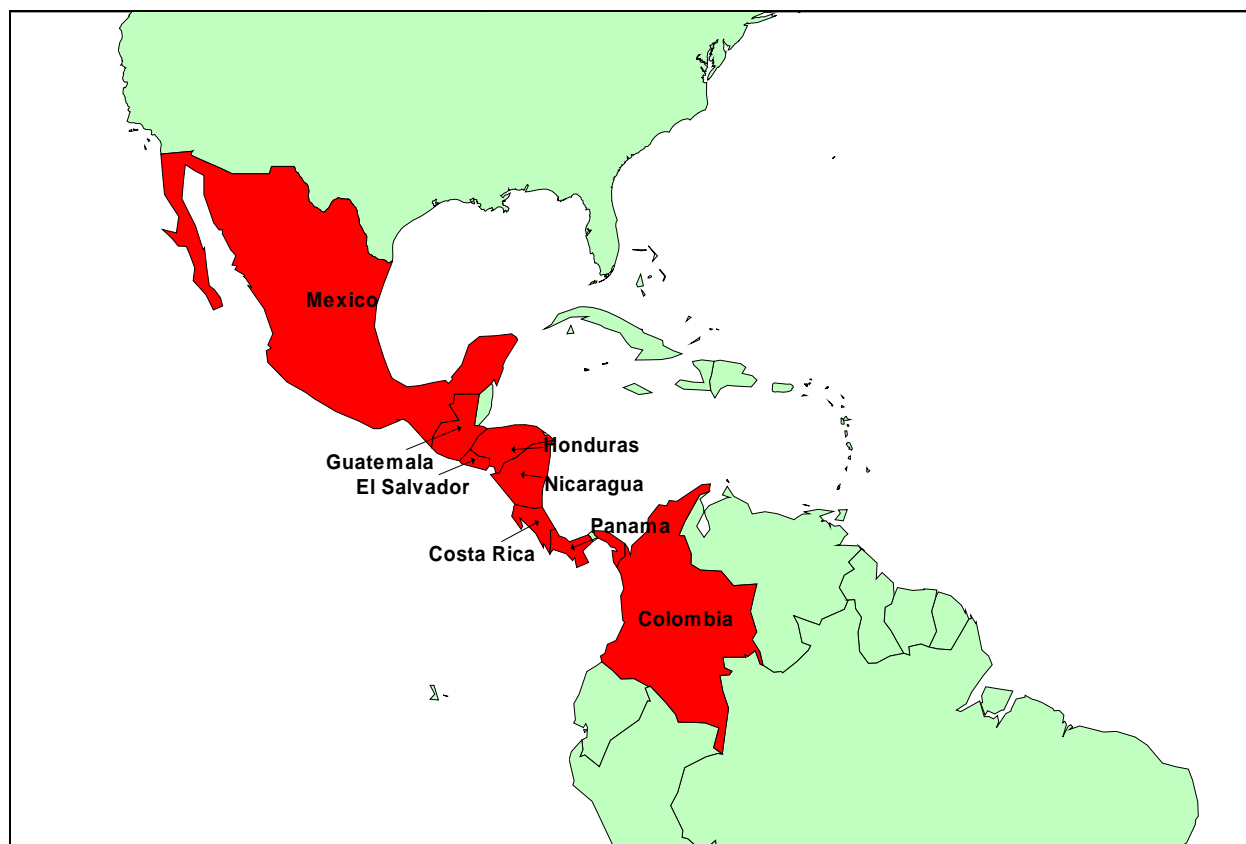 Mexico
Honduras
Guatemala
El Salvador
Nicaragua
Panama
Costa Rica
Colombia